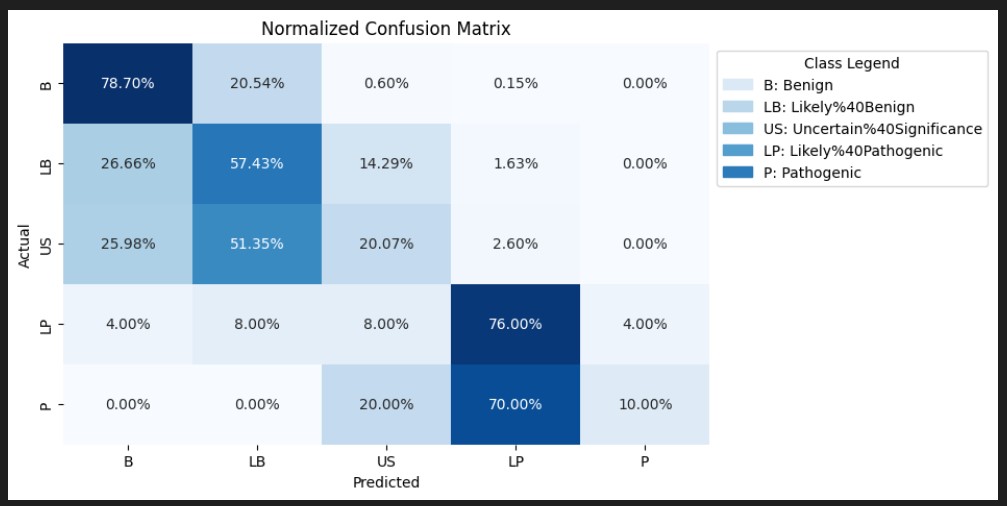 Normalized Confusion Matrix
B 78.70% 20.54% 0.60% 0.15% 0.00%
LB 26.66% 57.43% 14.29% 1.63% 0.00%
US 25.98% 51.35% 20.07% 2.60% 0.00%
LP 4.00% 8.00% 8.00% 76.00% 4.00%
P 0.00% 0.00% 20.00% 70.00% 10.00%
Actual
B LB US LP P
Predicted
Class Legend
B: Benign
LB: Likely%40Benign
US: Uncertain%40Significance
LP: Likely%40Pathogenic
P: Pathogenic